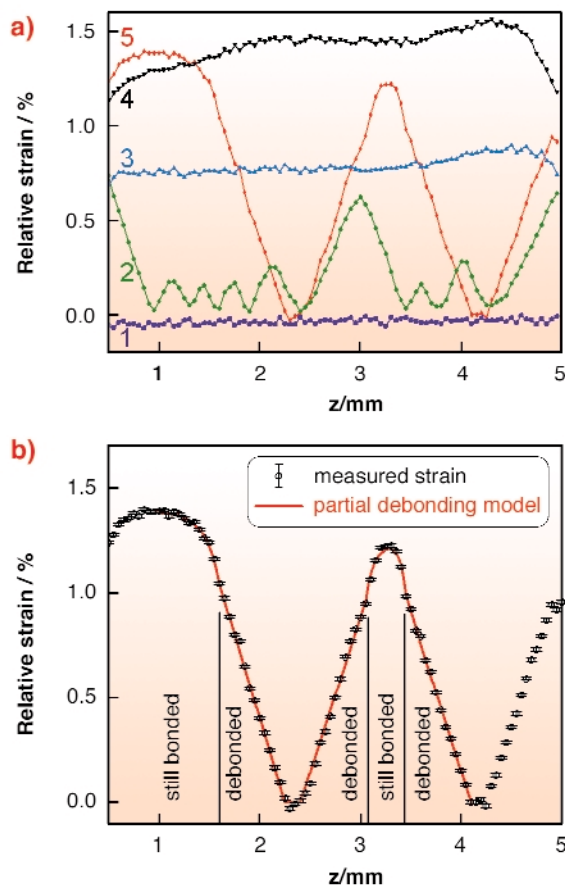 a)
Relative strain / %
1.5
1.0
0.5
0.0
5
4
3
2
1
1 2 3 4 5
z/mm
b)
Relative strain / %
1.5
1.0
0.5
0.0
measured strain
partial debonding model
still bonded
debonded
debonded
still bonded
debonded
1 2 3 4 5
z/mm